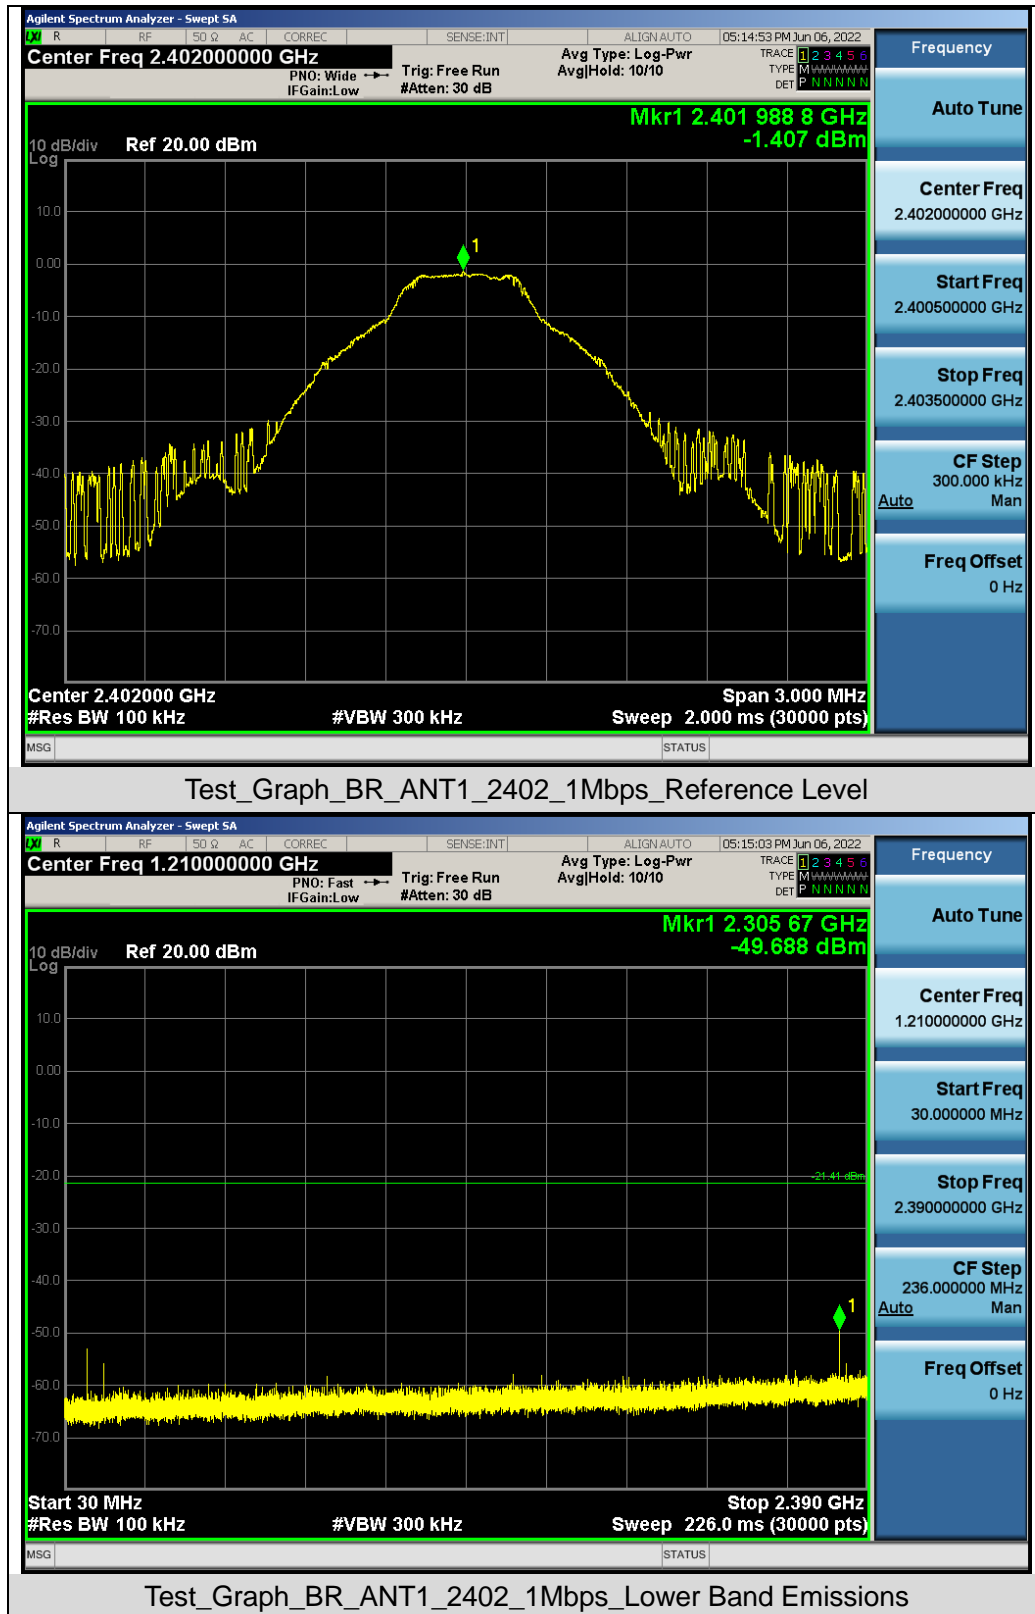 Agilent Spectrum Analyzer - Swept SA
LXI R RF 50 Ω AC CORREC SENSE:INT ALIGN AUTO 05:14:53 PM Jun 06, 2022
Center Freq 2.402000000 GHz
PNO: Wide
IFGain:Low
Trig: Free Run
#Atten: 30 dB
Avg Type: Log-Pwr
Avg|Hold: 10/10
TRACE 1 2 3 4 5 6
TYPE M WWWWW
DET P N N N N N
Mkr1 2.401 988 8 GHz
-1.407 dBm
10 dB/div Ref 20.00 dBm
Log
10.0
0.00
-10.0
-20.0
-30.0
-40.0
-50.0
-60.0
-70.0
1
Center 2.402000 GHz Span 3.000 MHz
#Res BW 100 kHz #VBW 300 kHz Sweep 2.000 ms (30000 pts)
MSG STATUS
Frequency
Auto Tune
Center Freq
2.402000000 GHz
Start Freq
2.400500000 GHz
Stop Freq
2.403500000 GHz
CF Step
300.000 kHz
Auto Man
Freq Offset
0 Hz
Test_Graph_BR_ANT1_2402_1Mbps_Reference Level
Agilent Spectrum Analyzer - Swept SA
LXI R RF 50 Ω AC CORREC SENSE:INT ALIGN AUTO 05:15:03 PM Jun 06, 2022
Center Freq 1.210000000 GHz
PNO: Fast
IFGain:Low
Trig: Free Run
#Atten: 30 dB
Avg Type: Log-Pwr
Avg|Hold: 10/10
TRACE 1 2 3 4 5 6
TYPE M WWWWW
DET P N N N N N
Mkr1 2.305 67 GHz
-49.688 dBm
10 dB/div Ref 20.00 dBm
Log
10.0
0.00
-10.0
-20.0
-30.0
-40.0
-50.0
-60.0
-70.0
-21.41 dBm
1
Start 30 MHz Stop 2.390 GHz
#Res BW 100 kHz #VBW 300 kHz Sweep 226.0 ms (30000 pts)
MSG STATUS
Frequency
Auto Tune
Center Freq
1.210000000 GHz
Start Freq
30.000000 MHz
Stop Freq
2.390000000 GHz
CF Step
236.000000 MHz
Auto Man
Freq Offset
0 Hz
Test_Graph_BR_ANT1_2402_1Mbps_Lower Band Emissions